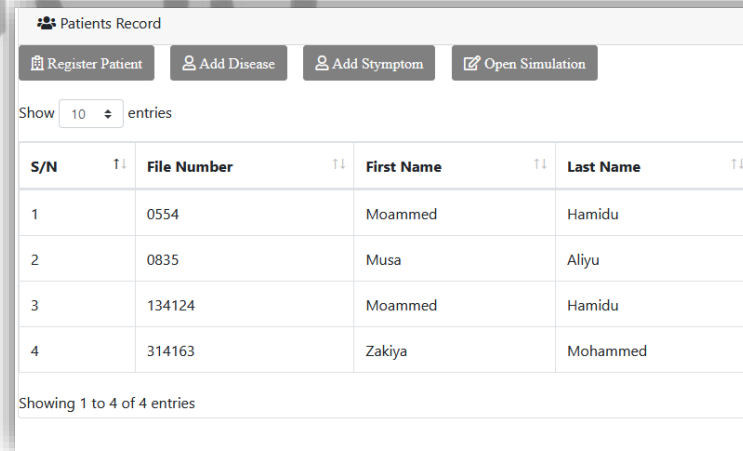 Patients Record
Register Patient Add Disease Add Stymptom Open Simulation
Show 10 entries
S/N File Number First Name Last Name
1 0554 Moammed Hamidu
2 0835 Musa Aliyu
3 134124 Moammed Hamidu
4 314163 Zakiya Mohammed
Showing 1 to 4 of 4 entries